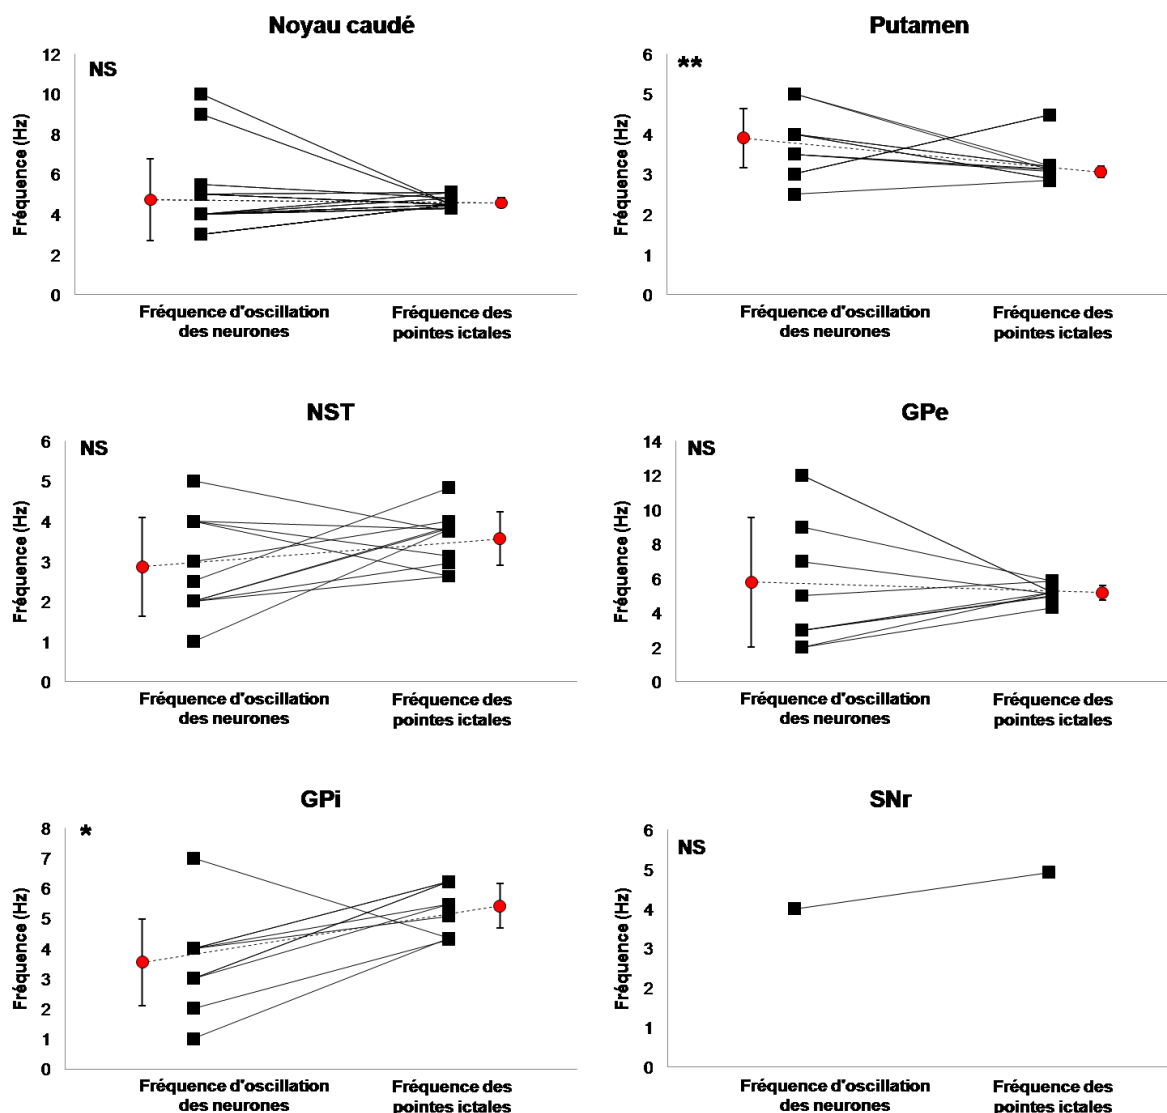 Noyau caudé
NS
Fréquence (Hz)
12
10
8
6
4
2
0
Fréquence d'oscillation
des neurones
Fréquence des
pointes ictales
Putamen
**
Fréquence (Hz)
6
5
4
3
2
1
0
Fréquence d'oscillation
des neurones
Fréquence des
pointes ictales
NST
NS
Fréquence (Hz)
6
5
4
3
2
1
0
Fréquence d'oscillation
des neurones
Fréquence des
pointes ictales
GPe
NS
Fréquence (Hz)
14
12
10
8
6
4
2
0
Fréquence d'oscillation
des neurones
Fréquence des
pointes ictales
GPi
*
Fréquence (Hz)
8
7
6
5
4
3
2
1
0
Fréquence d'oscillation
des neurones
Fréquence des
pointes ictales
SNr
NS
Fréquence (Hz)
6
5
4
3
2
1
0
Fréquence d'oscillation
des neurones
Fréquence des
pointes ictales